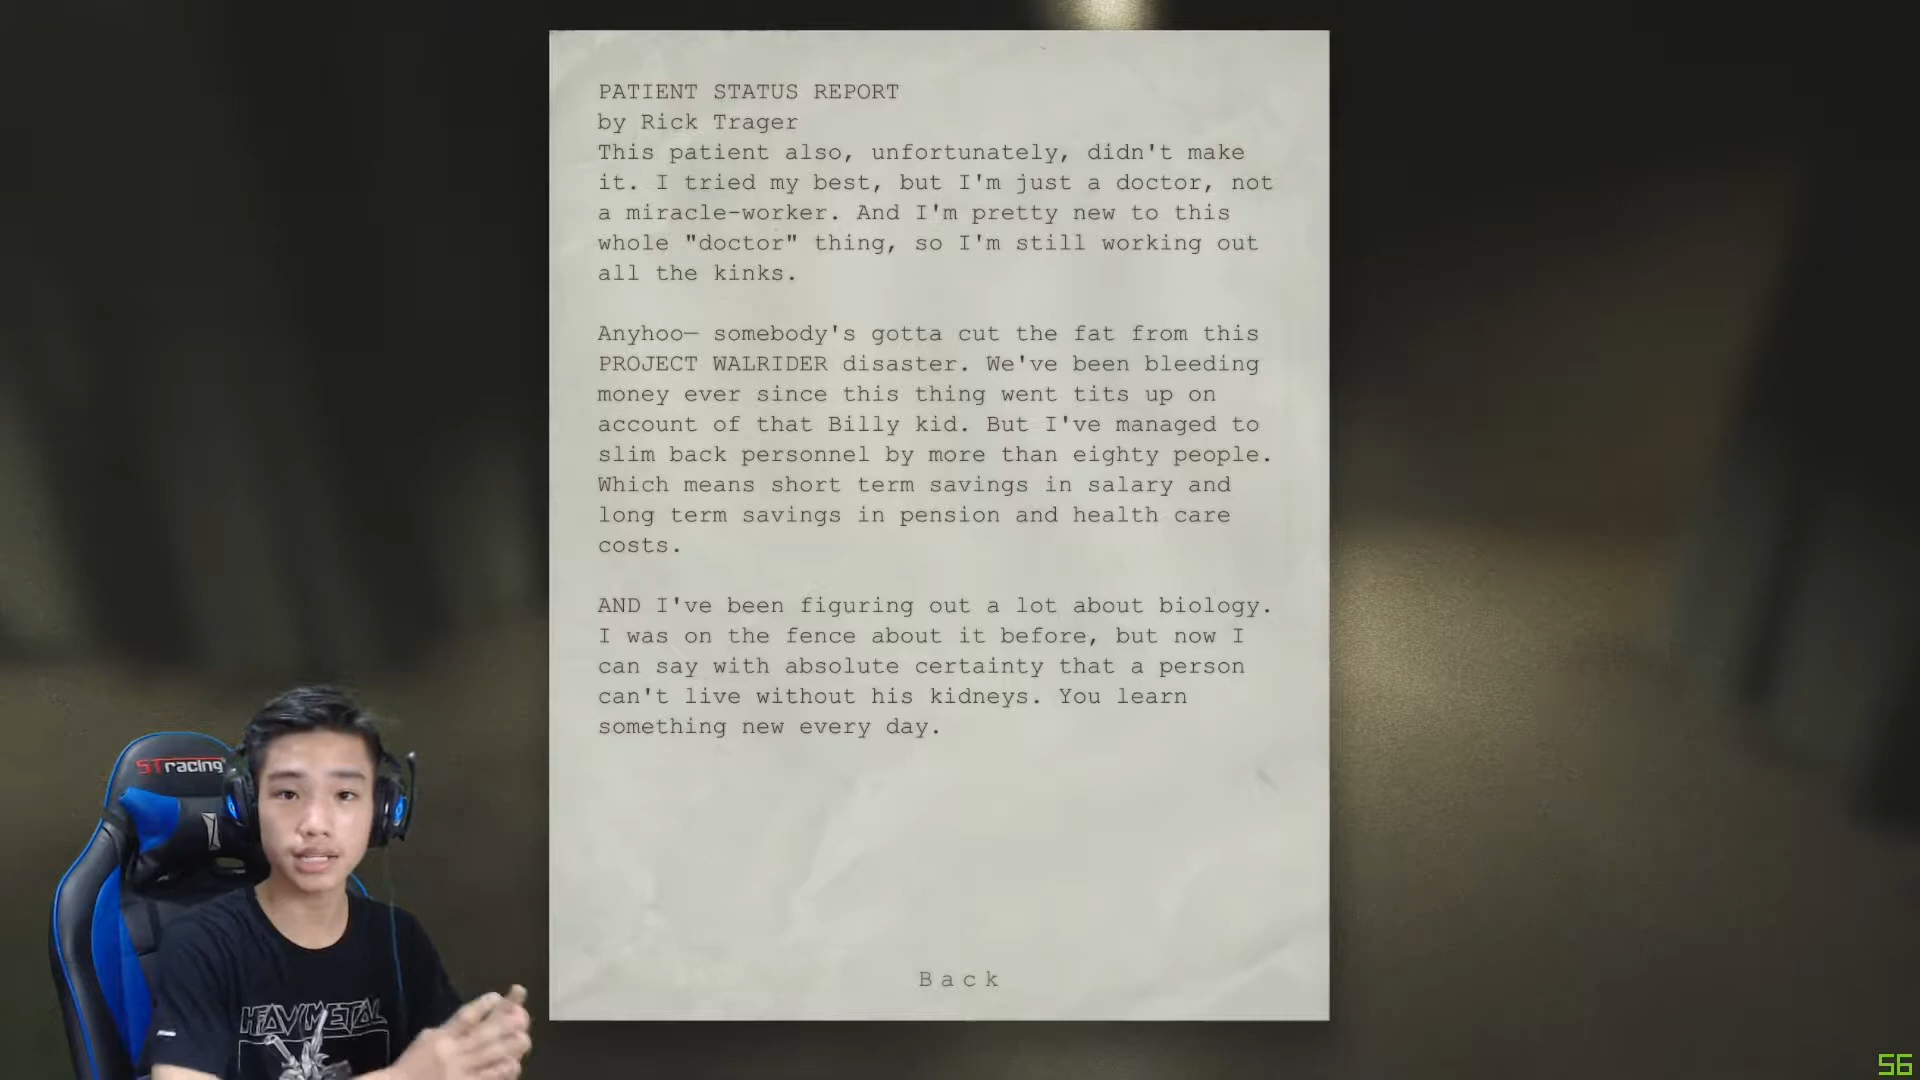 PATIENT STATUS REPORT
by Rick Trager
This patient also, unfortunately, didn't make
it. I tried my best, but I'm just a doctor, not
a miracle-worker. And I'm pretty new to this
whole "doctor" thing, so I'm still working out
all the kinks.
Anyhoo— somebody's gotta cut the fat from this
PROJECT WALRIDER disaster. We've been bleeding
money ever since this thing went tits up on
account of that Billy kid. But I've managed to
slim back personnel by more than eighty people.
Which means short term savings in salary and
long term savings in pension and health care
costs.
AND I've been figuring out a lot about biology.
I was on the fence about it before, but now I
can say with absolute certainty that a person
can't live without his kidneys. You learn
something new every day.
Back
STracing
HEAVY METAL
56